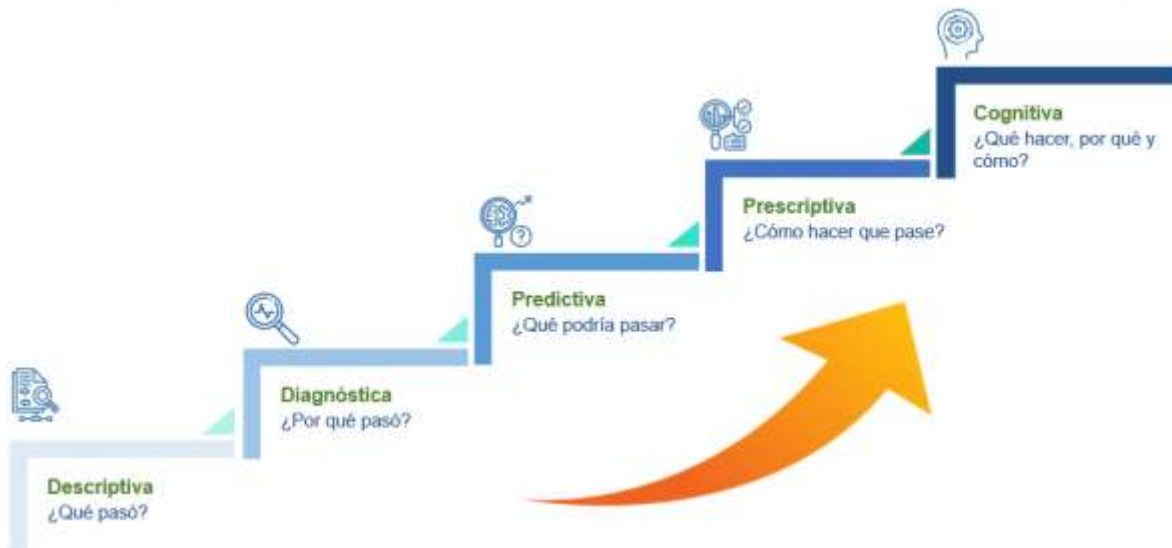 Cognitiva
¿Qué hacer, por qué y
cómo?
Prescriptiva
¿Cómo hacer que pase?
Predictiva
¿Qué podría pasar?
Diagnóstica
¿Por qué pasó?
Descriptiva
¿Qué pasó?